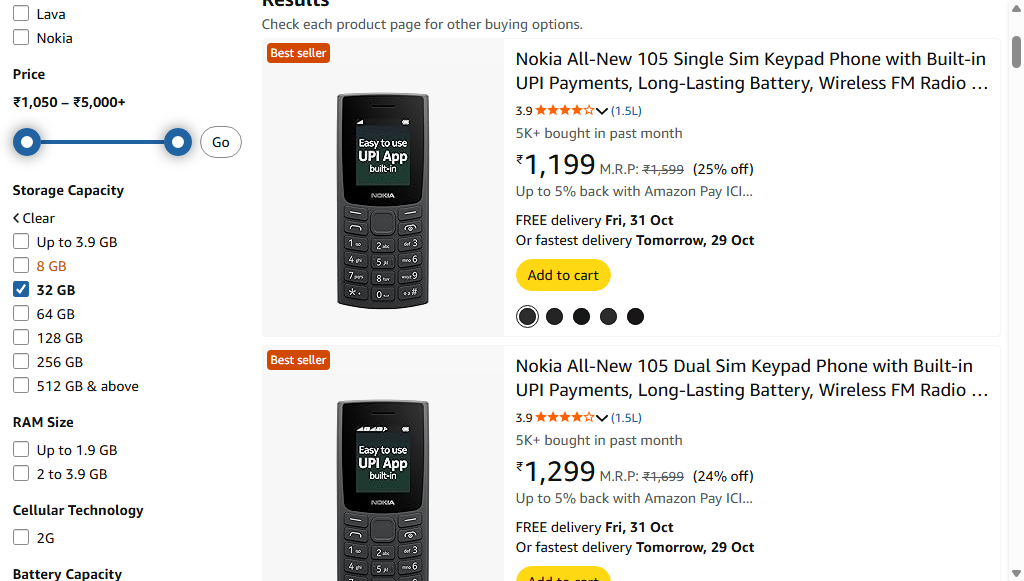 Lava
Nokia
Price
₹1,050 – ₹5,000+
Go
Storage Capacity
Clear
Up to 3.9 GB
8 GB
32 GB
64 GB
128 GB
256 GB
512 GB & above
RAM Size
Up to 1.9 GB
2 to 3.9 GB
Cellular Technology
2G
Battery Capacity
Results
Check each product page for other buying options.
Best seller
Easy to use
UPI App
built-in
NOKIA
Nokia All-New 105 Single Sim Keypad Phone with Built-in
UPI Payments, Long-Lasting Battery, Wireless FM Radio ...
3.9 (1.5L)
5K+ bought in past month
₹1,199 M.R.P: ₹1,599 (25% off)
Up to 5% back with Amazon Pay ICI...
FREE delivery Fri, 31 Oct
Or fastest delivery Tomorrow, 29 Oct
Add to cart
Best seller
Easy to use
UPI App
built-in
NOKIA
Nokia All-New 105 Dual Sim Keypad Phone with Built-in
UPI Payments, Long-Lasting Battery, Wireless FM Radio ...
3.9 (1.5L)
5K+ bought in past month
₹1,299 M.R.P: ₹1,699 (24% off)
Up to 5% back with Amazon Pay ICI...
FREE delivery Fri, 31 Oct
Or fastest delivery Tomorrow, 29 Oct
Add to cart